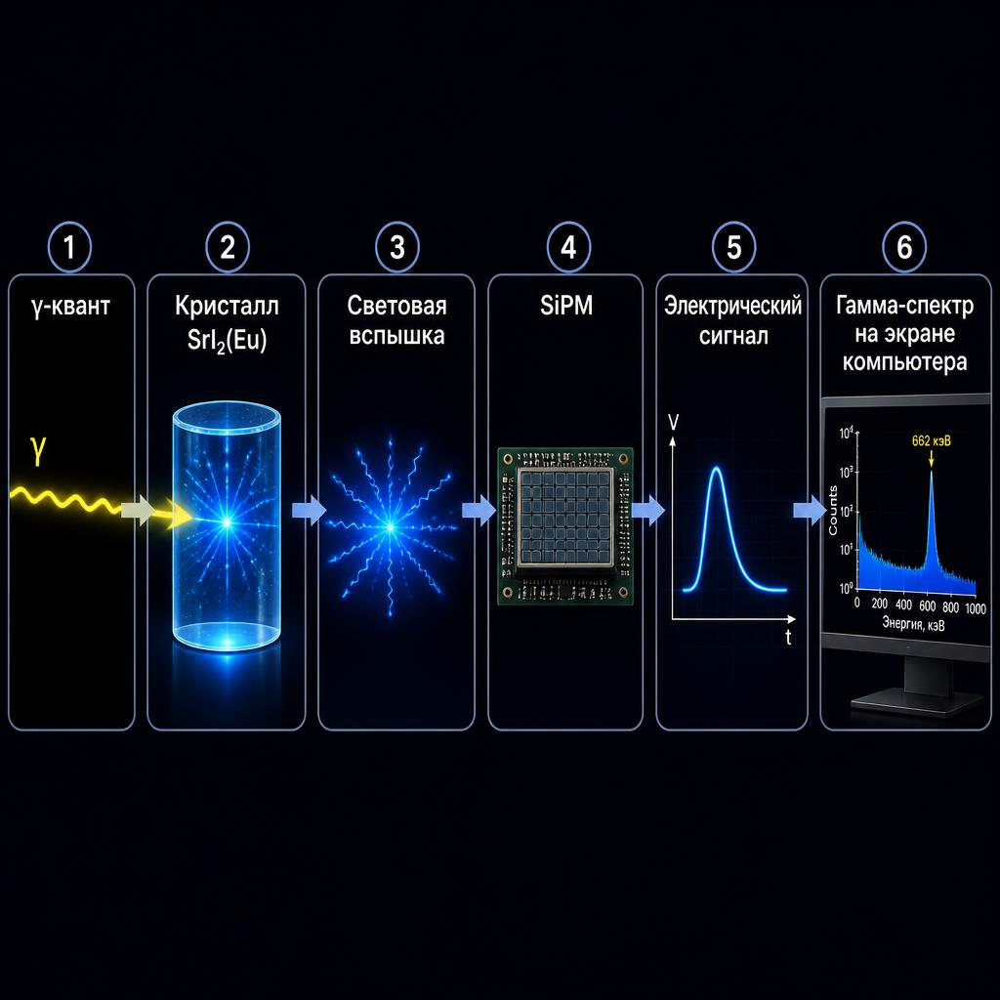 1
γ-квант
γ
2
Кристалл
SrI₂(Eu)
3
Световая
вспышка
4
SiPM
5
Электрический
сигнал
V
t
6
Гамма-спектр
на экране
компьютера
662 кэВ
Counts
10⁴
10³
10²
10¹
10⁰
0 200 400 600 800 1000
Энергия, кэВ